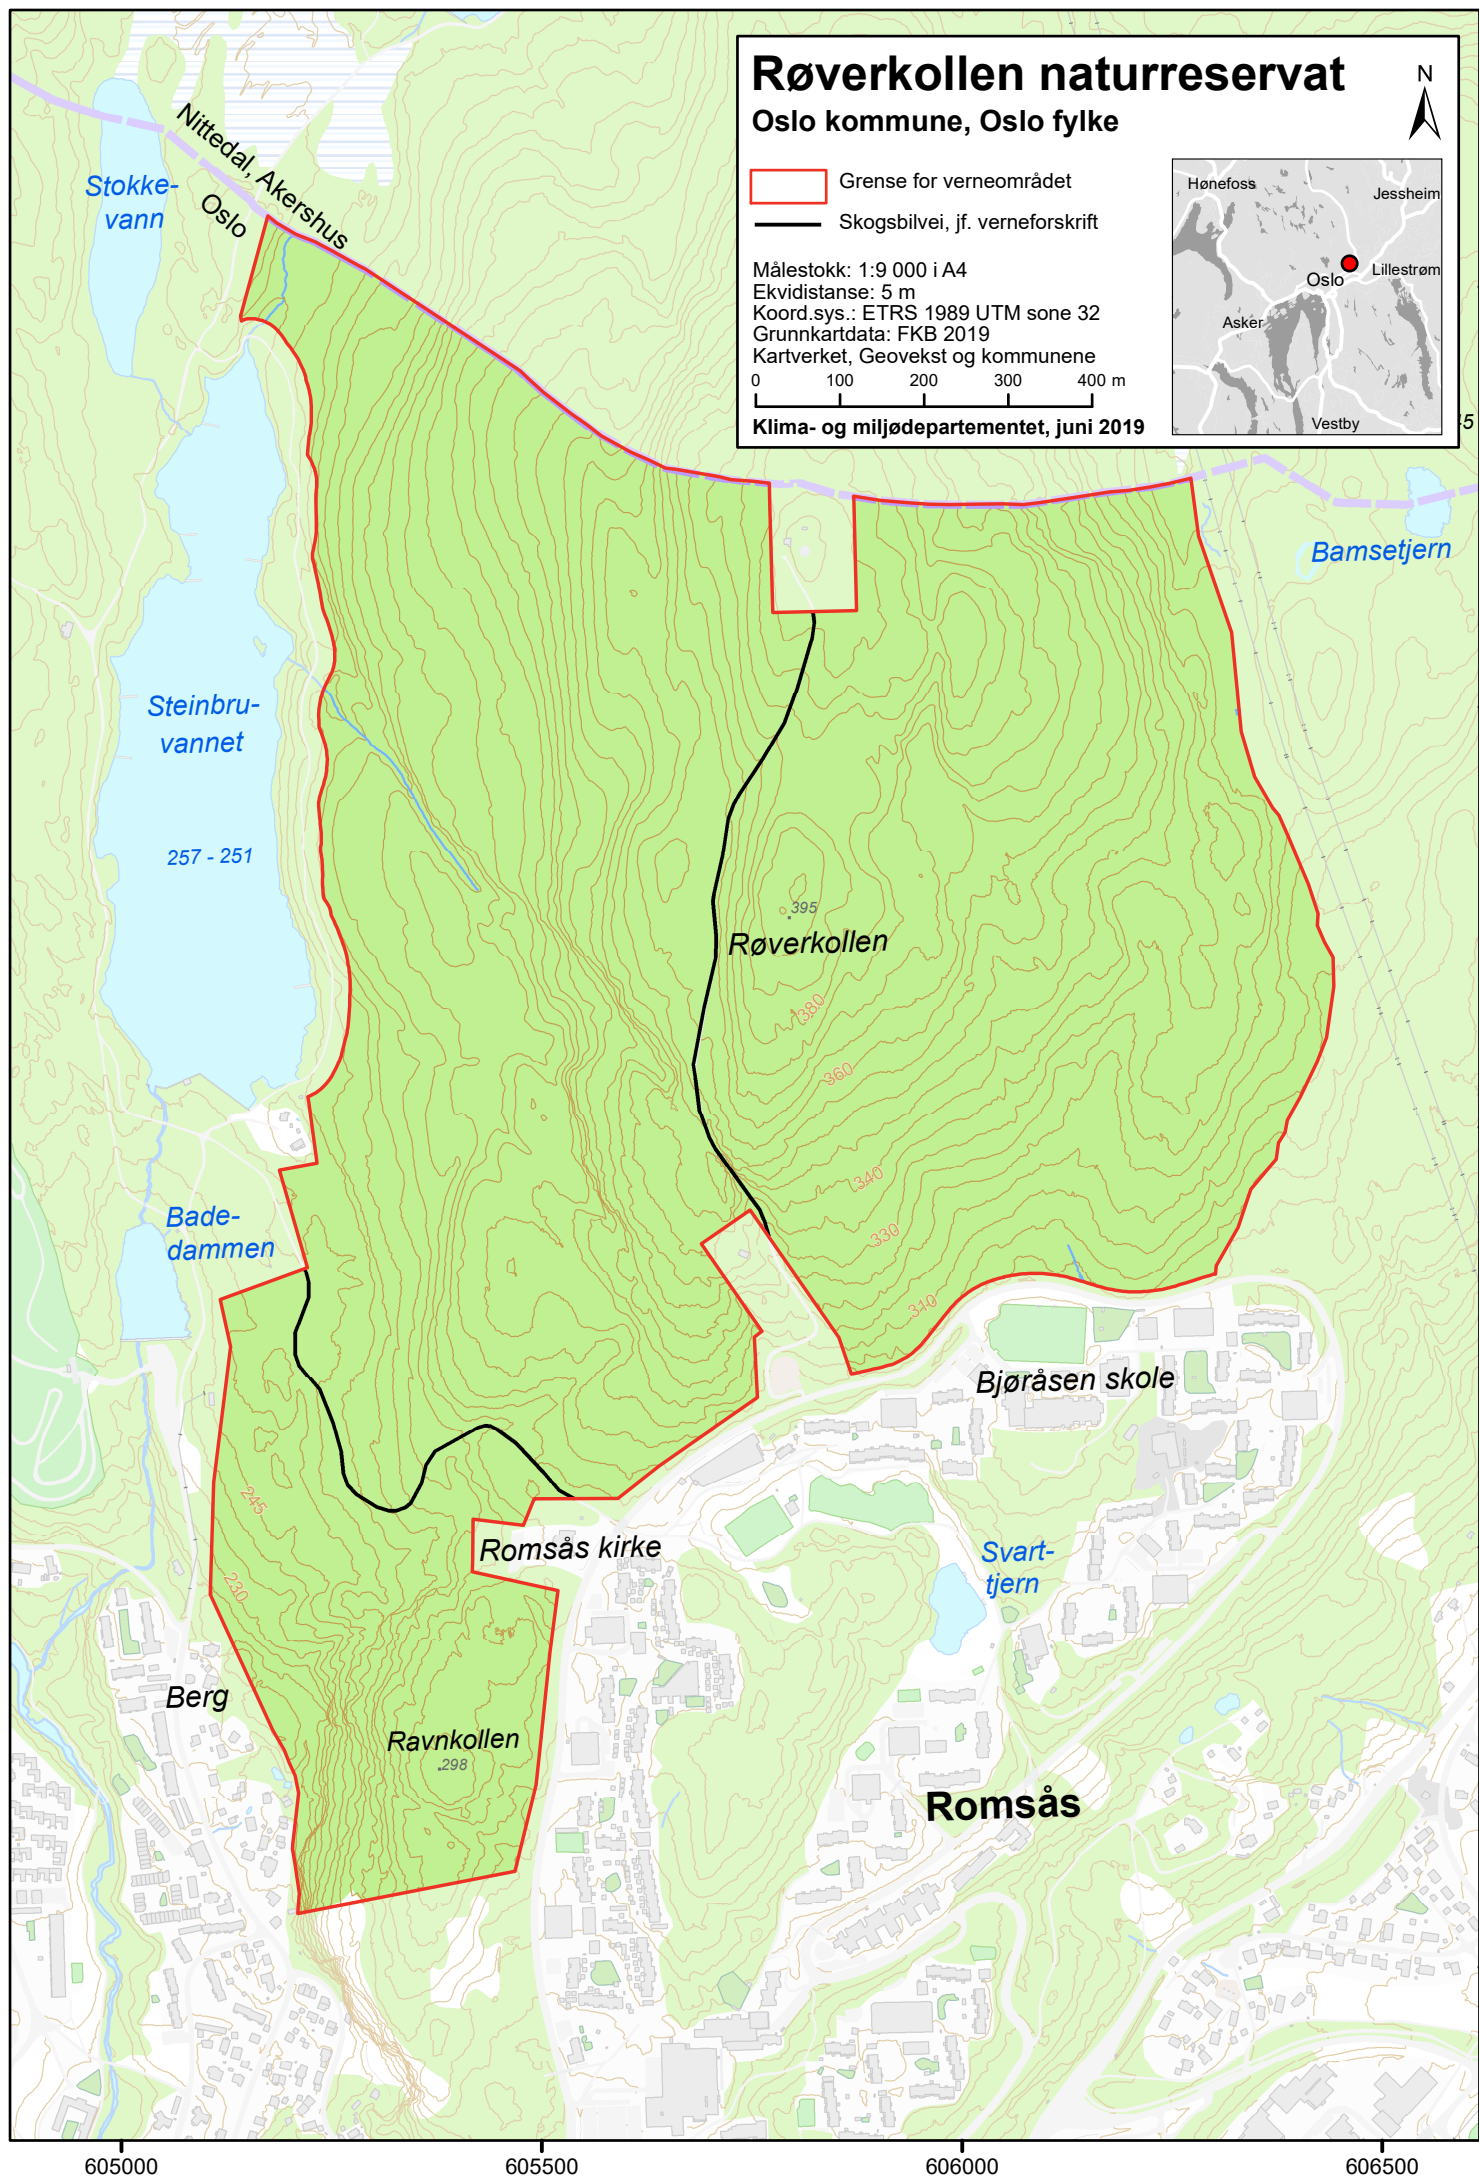 Røverkollen naturreservat
Oslo kommune, Oslo fylke
N
Grense for verneområdet
Skogsbilvei, jf. verneforskrift
Målestokk: 1:9 000 i A4
Ekvidistanse: 5 m
Koord.sys.: ETRS 1989 UTM sone 32
Grunnkartdata: FKB 2019
Kartverket, Geovekst og kommunene
0 100 200 300 400 m
Klima- og miljødepartementet, juni 2019
Hønefoss
Jessheim
Oslo
Lillestrøm
Asker
Vestby
Nittedal, Akershus
Oslo
Stokke-
vann
Bamsetjern
Steinbru-
vannet
257 - 251
395
Røverkollen
380
360
340
330
310
Bade-
dammen
Bjøråsen skole
245
Romsås kirke
Svart-
tjern
230
Berg
Ravnkollen
298
Romsås
605000 605500 606000 606500